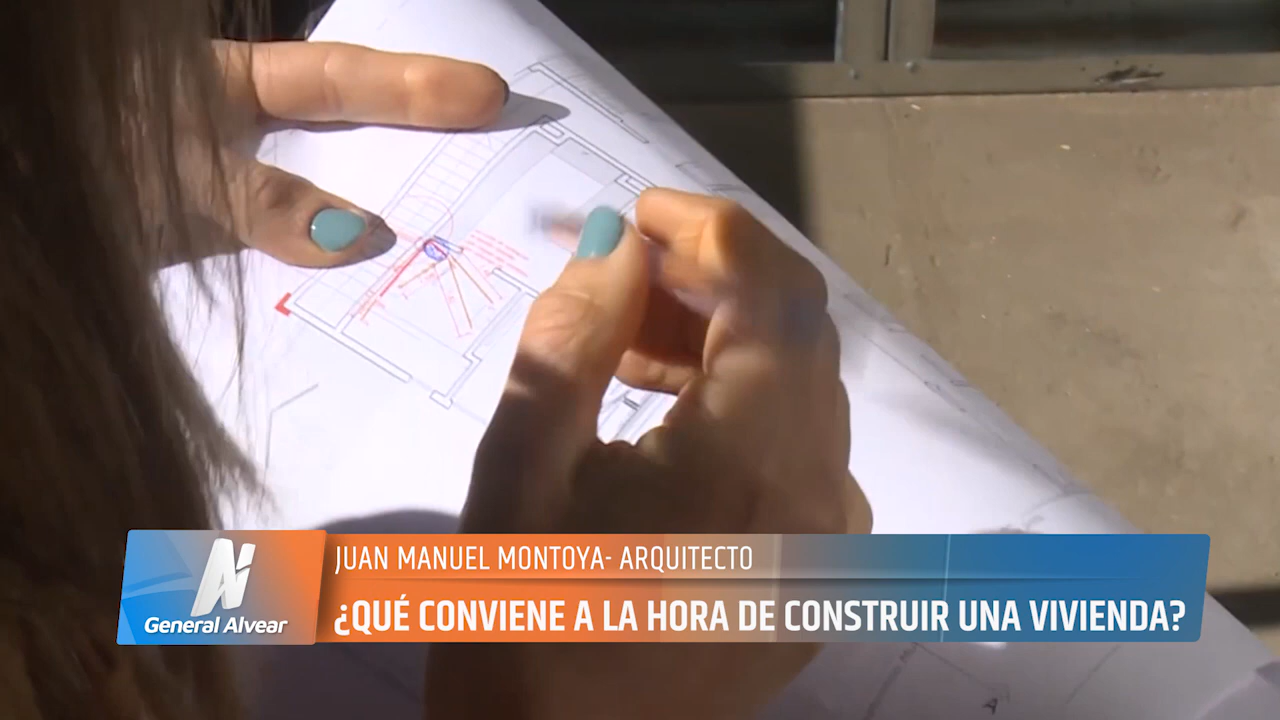 JUAN MANUEL MONTOYA- ARQUITECTO
¿QUÉ CONVIENE A LA HORA DE CONSTRUIR UNA VIVIENDA?
General Alvear
A